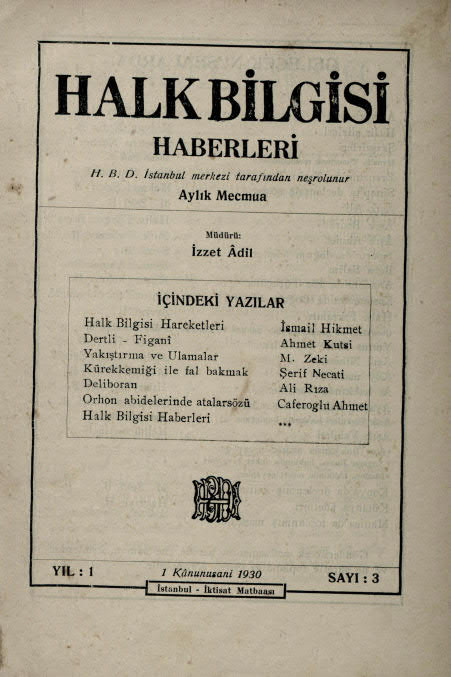 HALK BİLGİSİ
HABERLERİ
H. B. D. İstanbul merkezi tarafından neşrolunur
Aylık Mecmua
Müdürü:
İzzet Âdil
İÇİNDEKİ YAZILAR
Halk Bilgisi Hareketleri İsmail Hikmet
Dertli - Figanî Ahmet Kutsi
Yakıştırma ve Ulamalar M. Zeki
Kürekkemiği ile fal bakmak Şerif Necati
Deliboran Ali Rıza
Orhon abidelerinde atalarsözü Caferoglu Ahmet
Halk Bilgisi Haberleri ***
YIL : 1 1 Kânunusani 1930 SAYI : 3
İstanbul - İktisat Matbaası